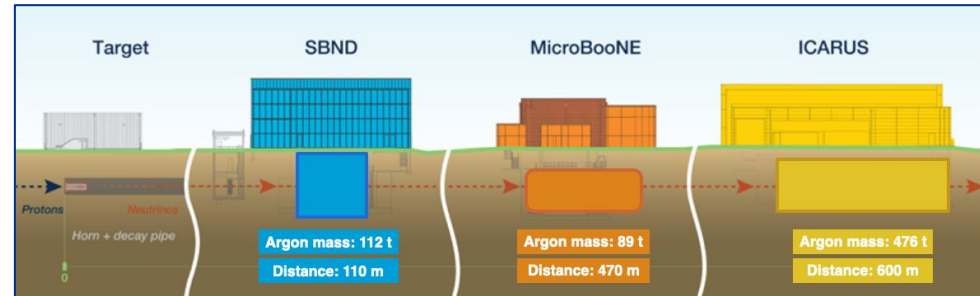 Target
SBND
MicroBooNE
ICARUS
Protons
Neutrinos
Horn + decay pipe
0
Argon mass: 112 t
Distance: 110 m
Argon mass: 89 t
Distance: 470 m
Argon mass: 476 t
Distance: 600 m